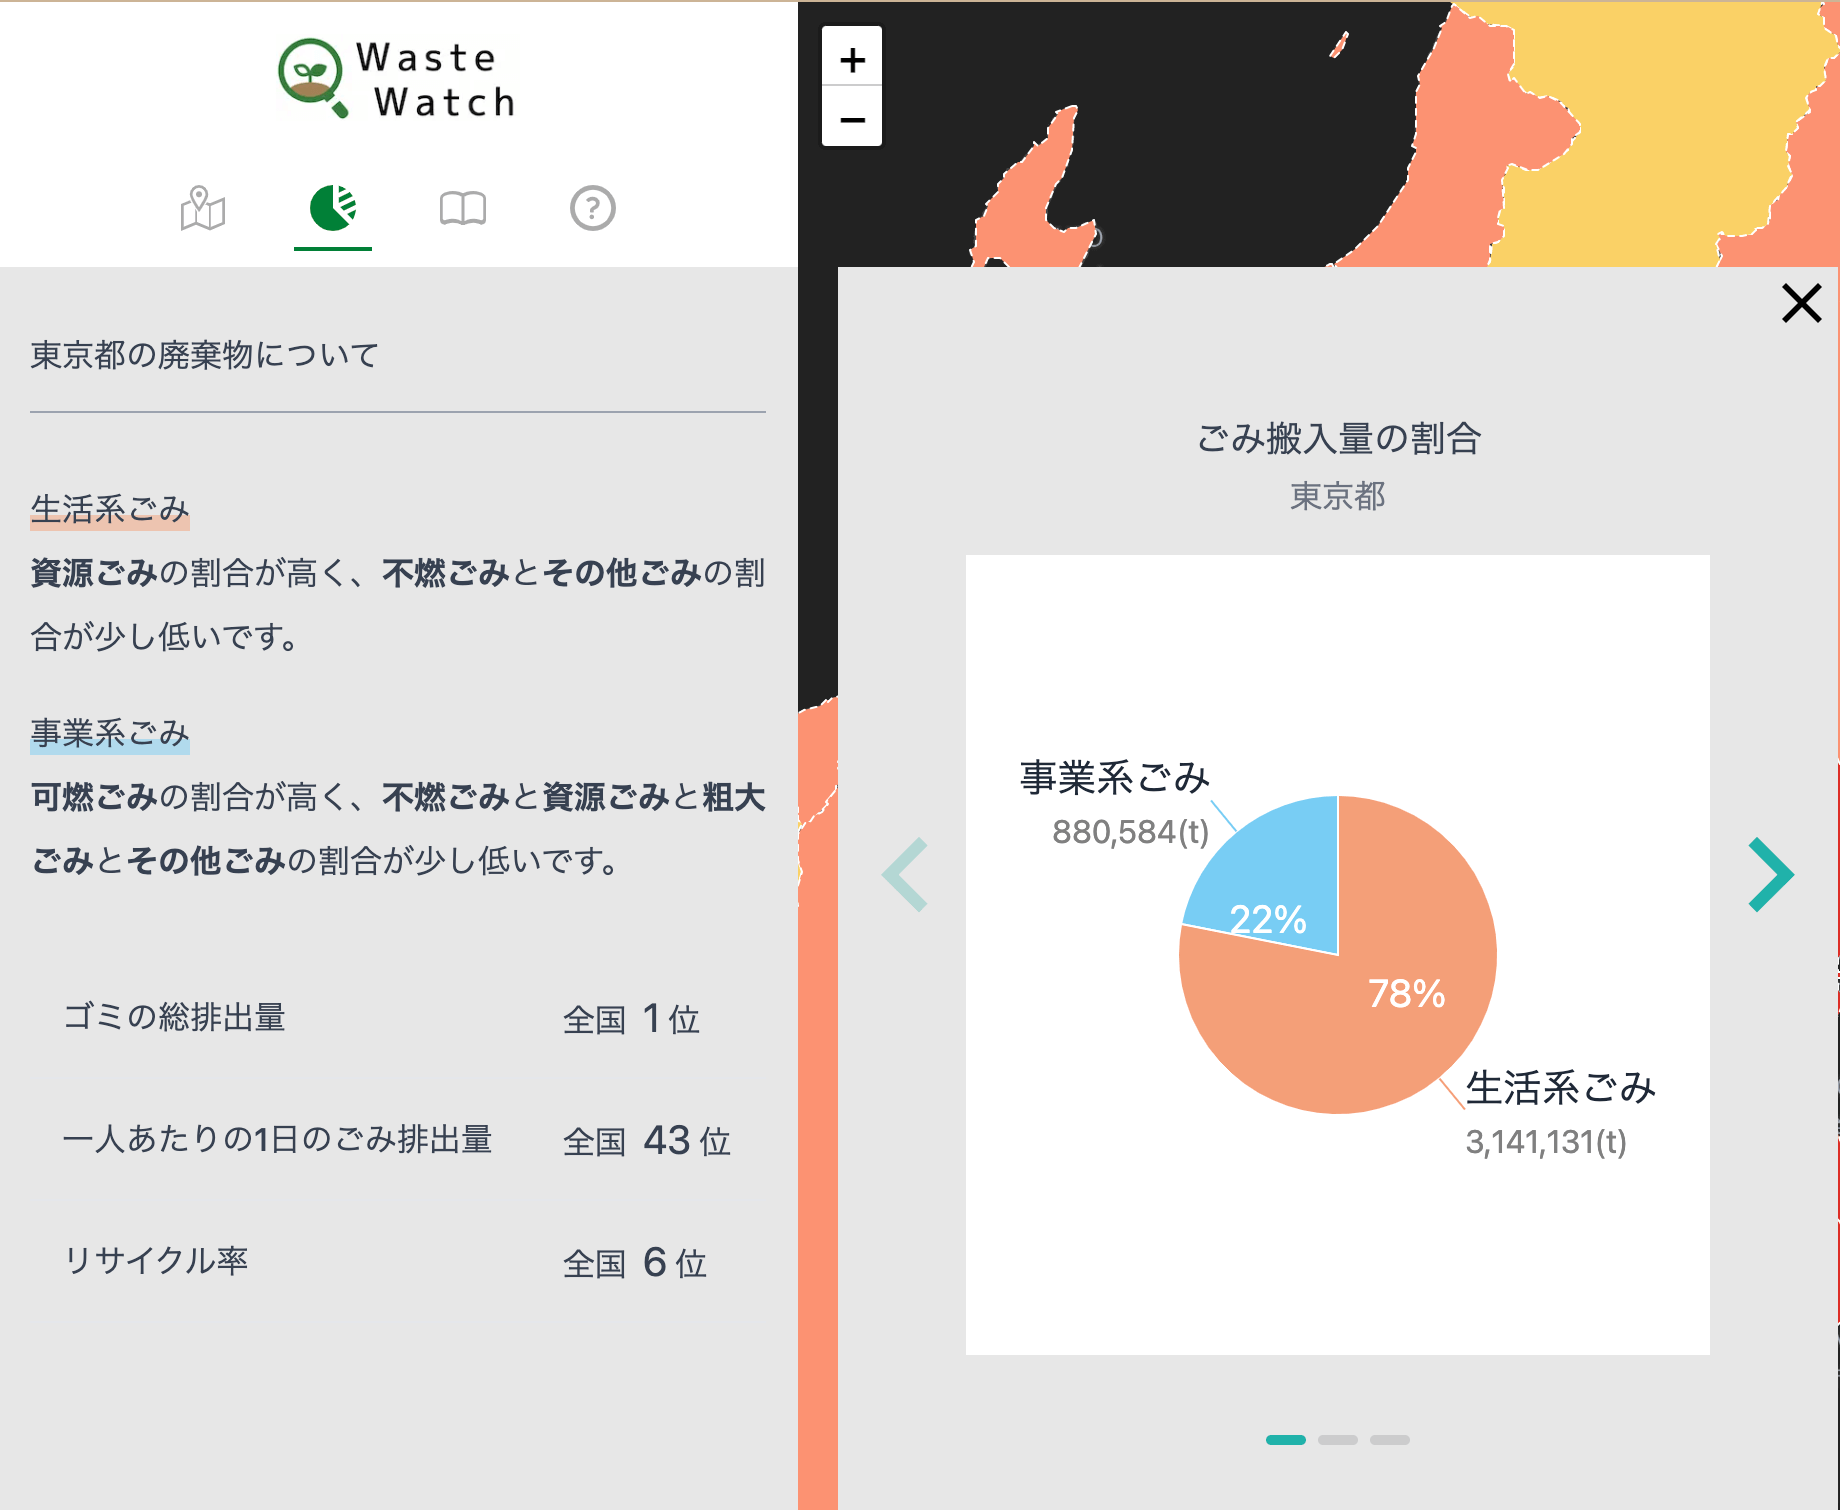 Waste
Watch
+
−
東京都の廃棄物について
生活系ごみ
資源ごみの割合が高く、不燃ごみとその他ごみの割
合が少し低いです。
事業系ごみ
可燃ごみの割合が高く、不燃ごみと資源ごみと粗大
ごみとその他ごみの割合が少し低いです。
ゴミの総排出量 全国 1 位
一人あたりの1日のごみ排出量 全国 43 位
リサイクル率 全国 6 位
ごみ搬入量の割合
東京都
事業系ごみ
880,584(t)
22%
78%
生活系ごみ
3,141,131(t)